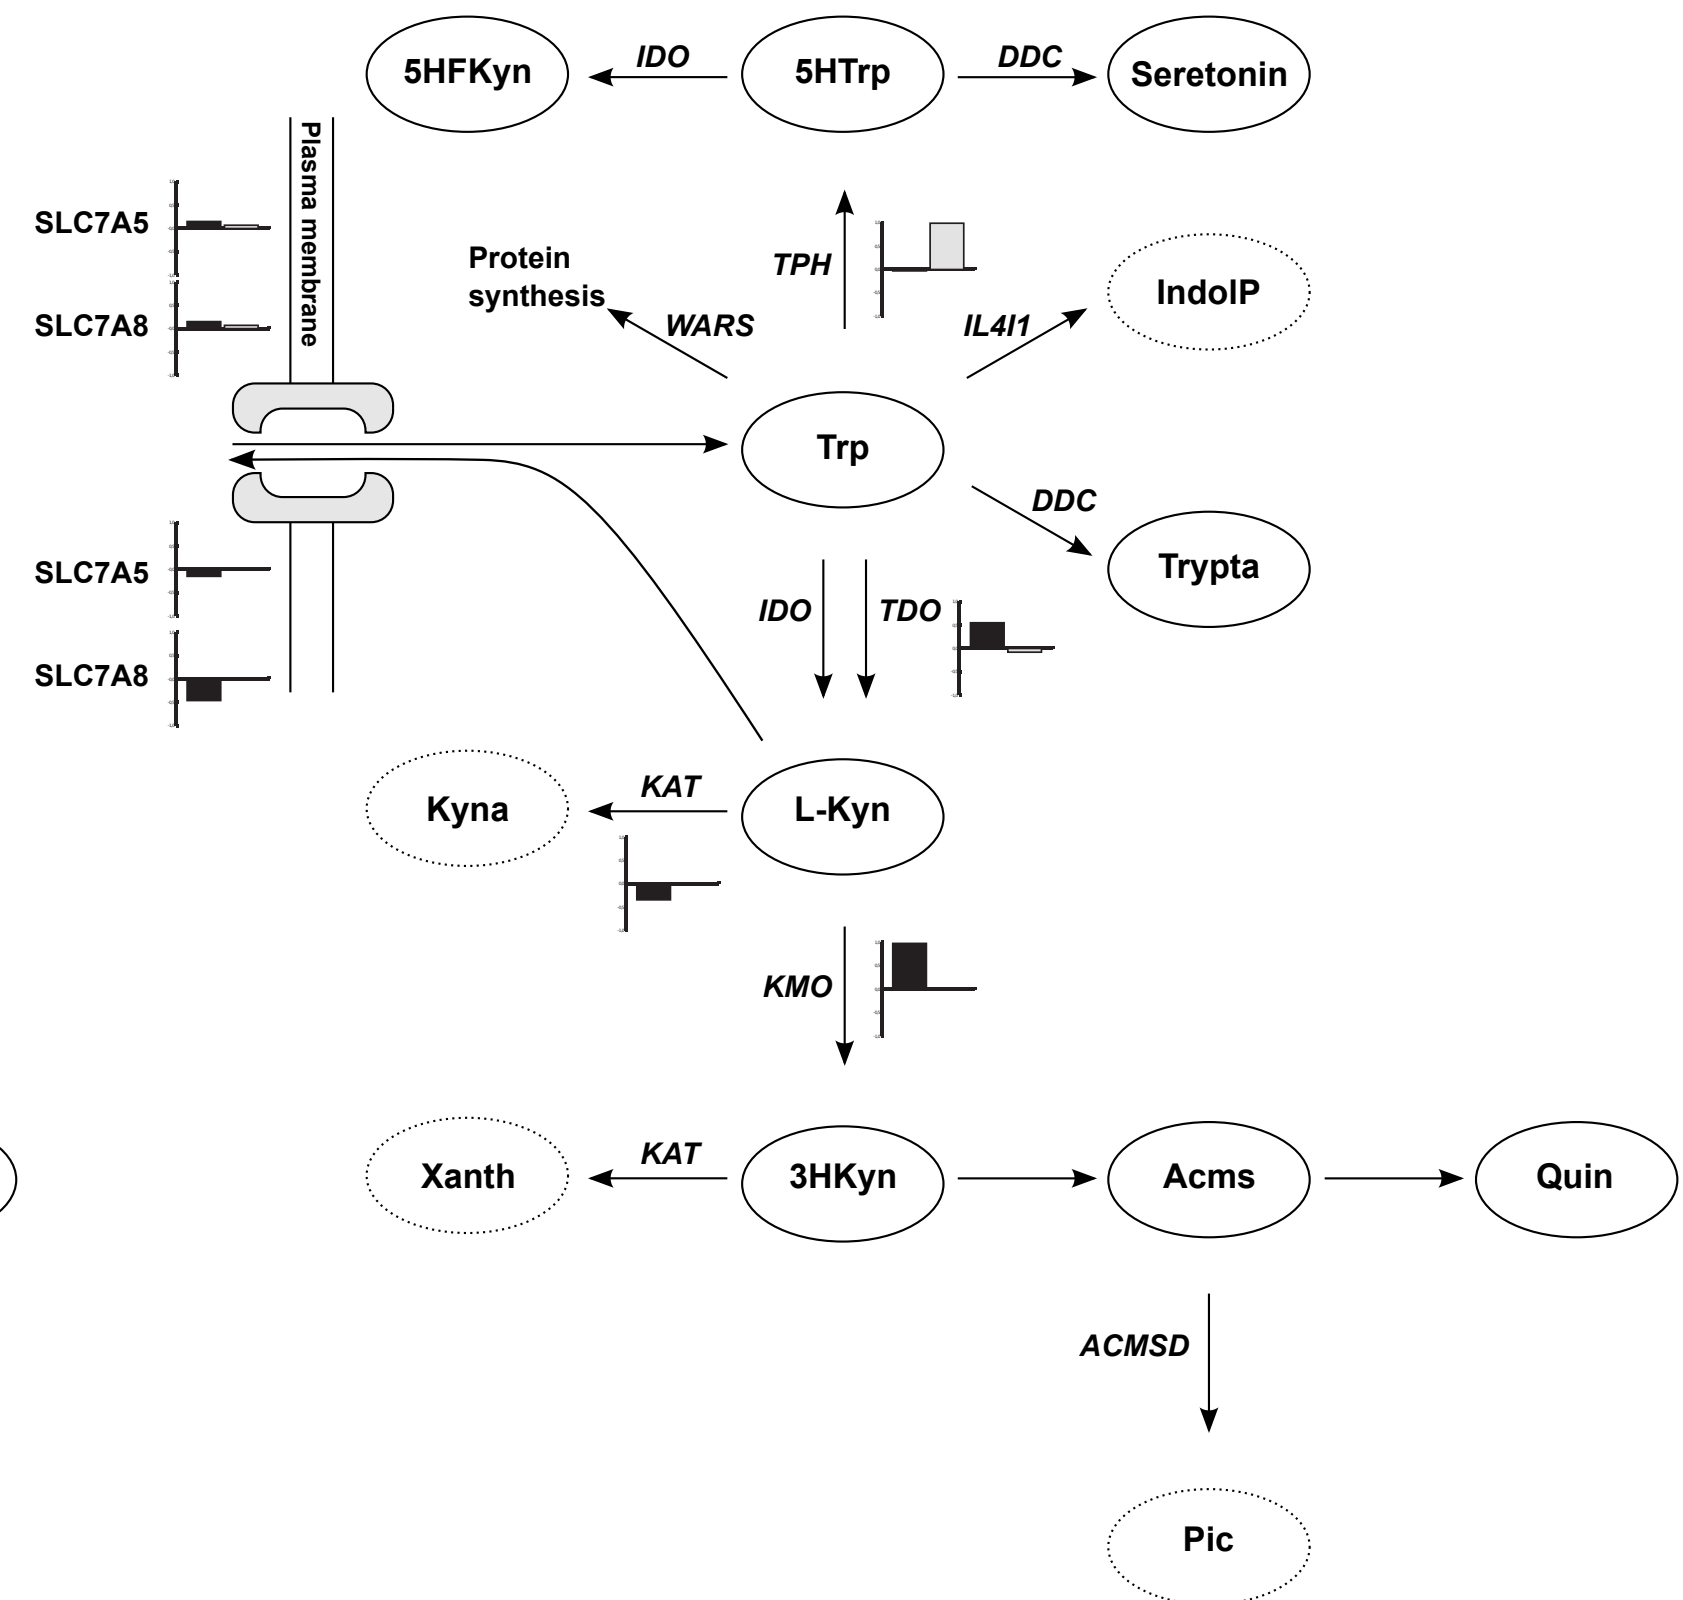 5HFKyn
IDO
5HTrp
DDC
Seretonin
Plasma membrane
SLC7A5
SLC7A8
Protein
synthesis
WARS
TPH
IL4I1
IndolP
Trp
DDC
Trypta
SLC7A5
SLC7A8
IDO
TDO
Kyna
KAT
L-Kyn
KMO
Xanth
KAT
3HKyn
Acms
Quin
ACMSD
Pic